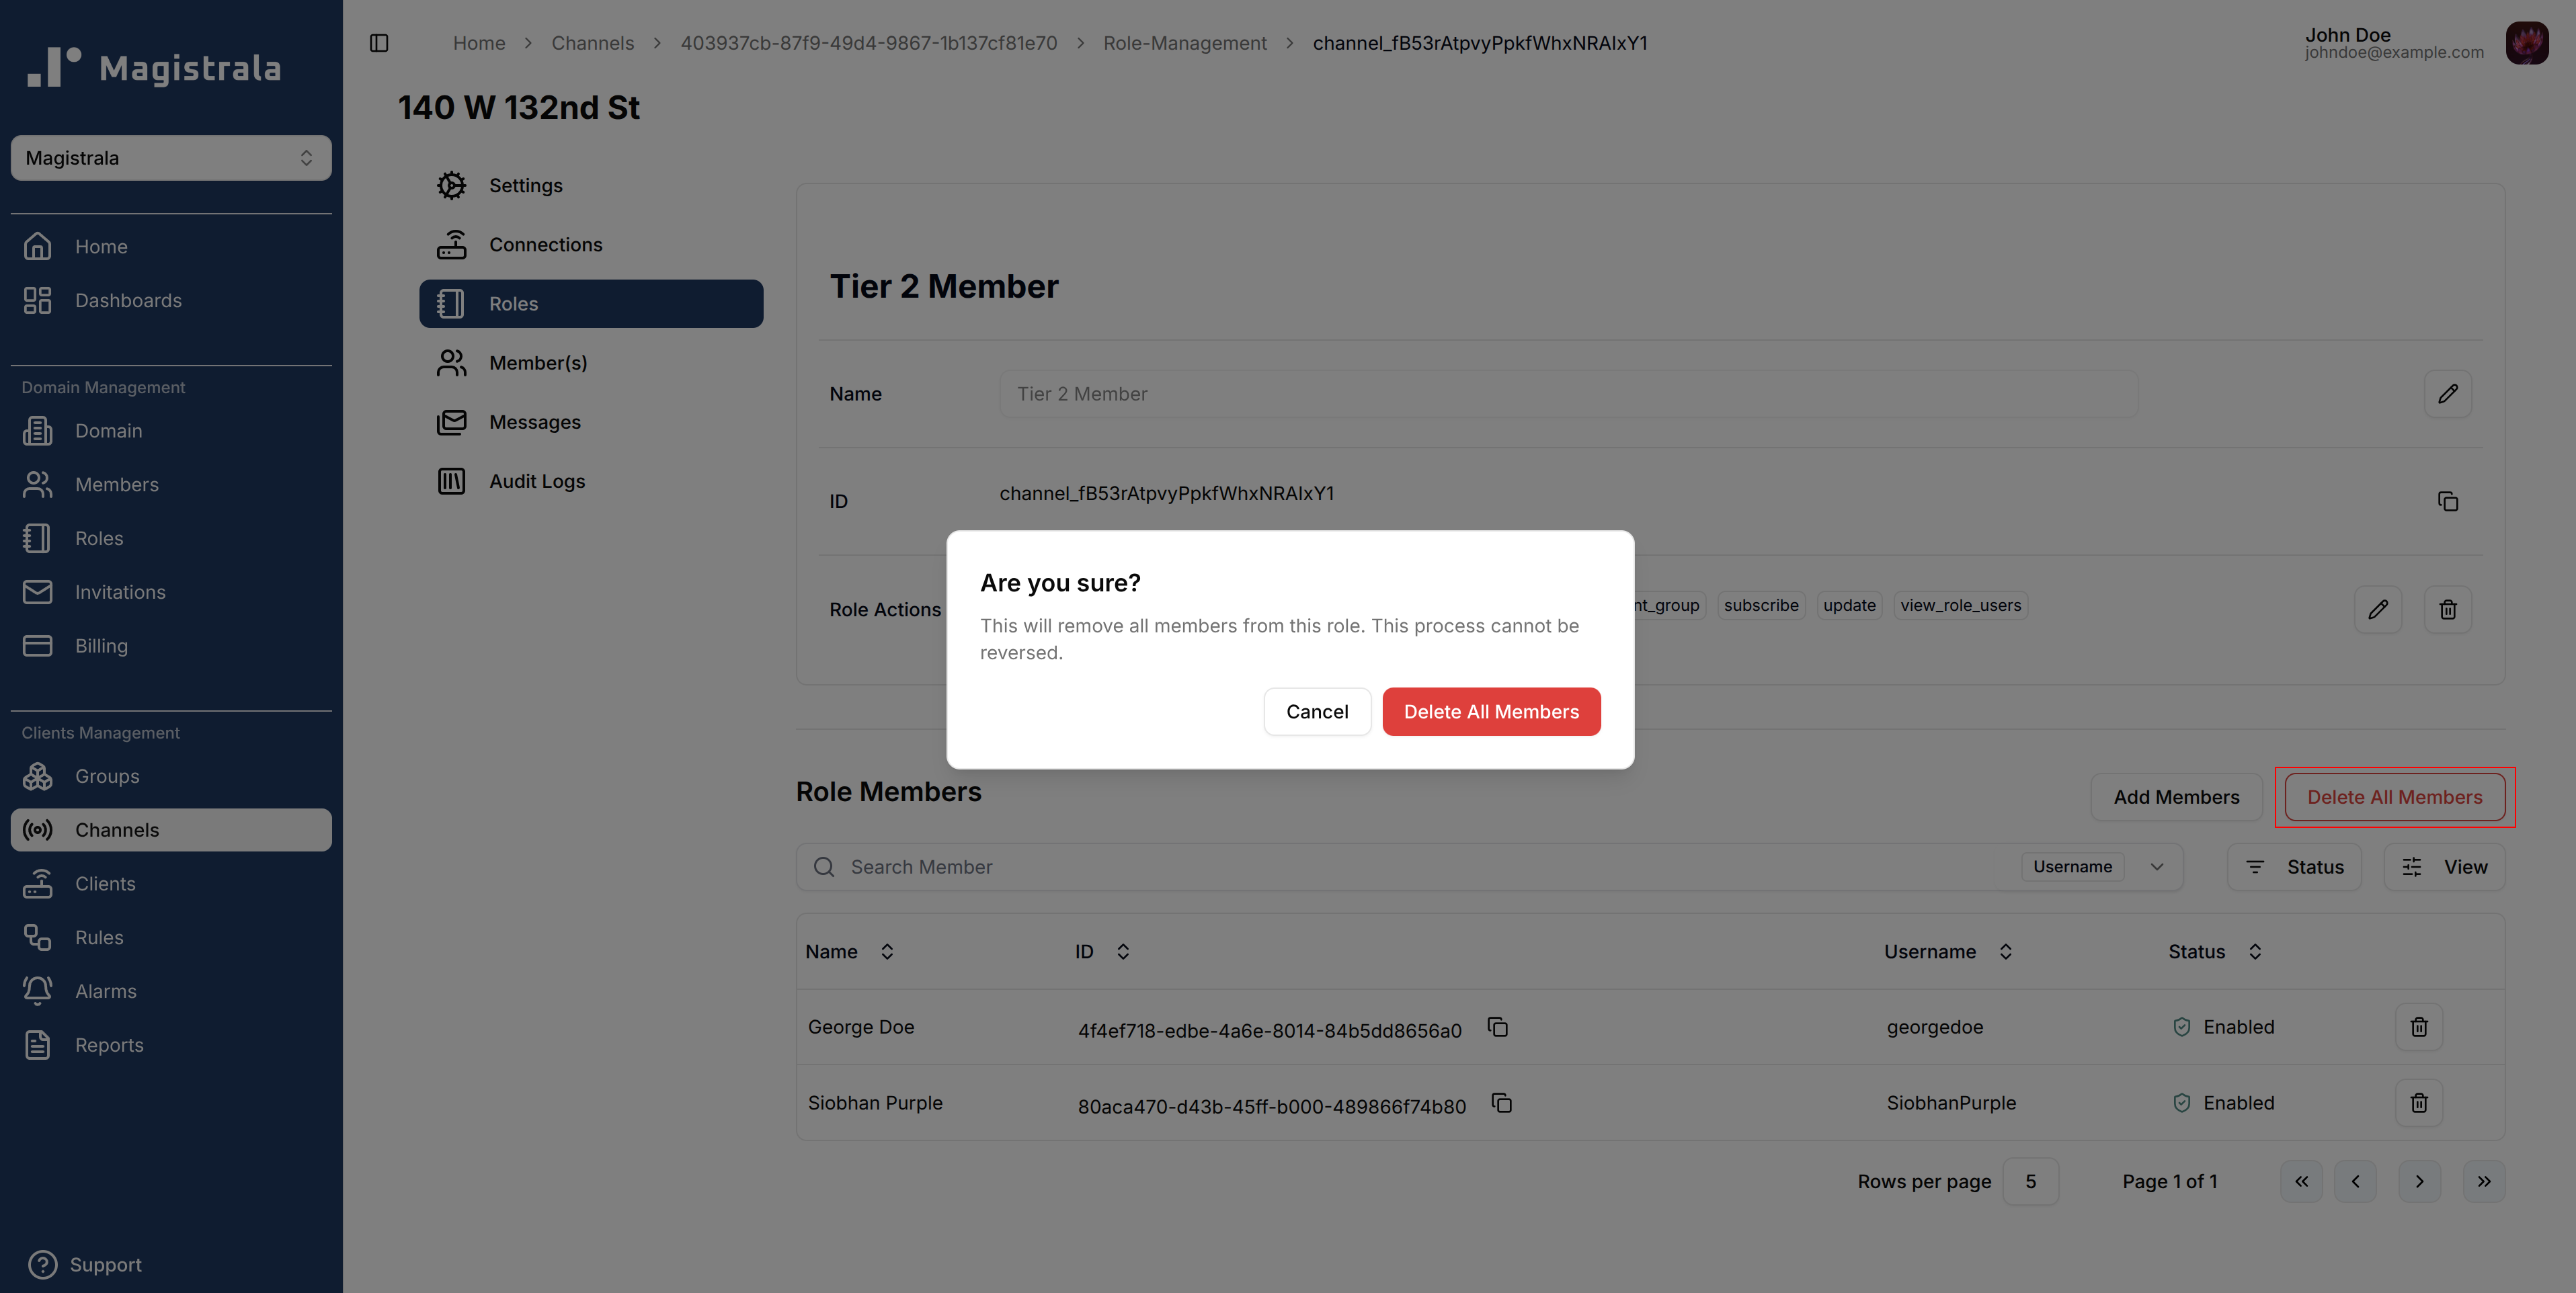 Magistrala
Magistrala
Home
Dashboards
Domain Management
Domain
Members
Roles
Invitations
Billing
Clients Management
Groups
Channels
Clients
Rules
Alarms
Reports
Support
Home > Channels > 403937cb-87f9-49d4-9867-1b137cf81e70 > Role-Management > channel_fB53rAtpvyPpkfWhxNRAIxY1
John Doe
johndoe@example.com
140 W 132nd St
Settings
Connections
Roles
Member(s)
Messages
Audit Logs
Tier 2 Member
Name Tier 2 Member
ID channel_fB53rAtpvyPpkfWhxNRAIxY1
Role Actions nt_group subscribe update view_role_users
Are you sure?
This will remove all members from this role. This process cannot be
reversed.
Cancel Delete All Members
Role Members Add Members Delete All Members
Search Member Username Status View
Name ID Username Status
George Doe 4f4ef718-edbe-4a6e-8014-84b5dd8656a0 georgedoe Enabled
Siobhan Purple 80aca470-d43b-45ff-b000-489866f74b80 SiobhanPurple Enabled
Rows per page 5 Page 1 of 1